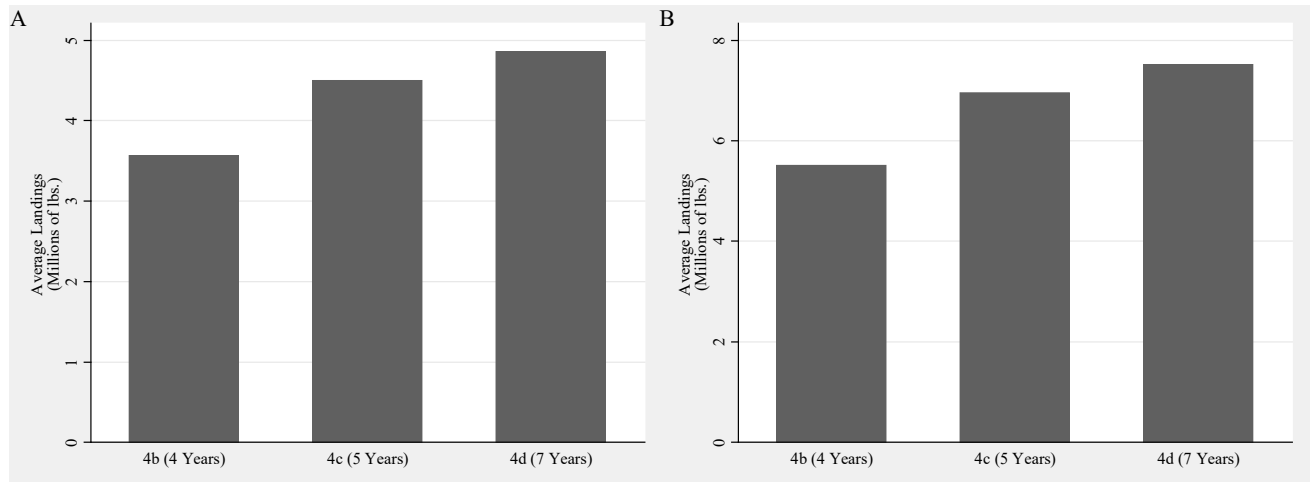 A
Average Landings
(Millions of lbs.)
5
4
3
2
1
0
4b (4 Years) 4c (5 Years) 4d (7 Years)
B
Average Landings
(Millions of lbs.)
8
6
4
2
0
4b (4 Years) 4c (5 Years) 4d (7 Years)